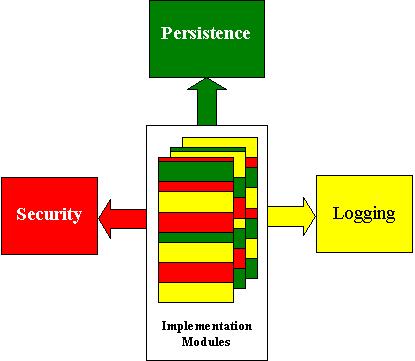 Persistence
Security
Logging
Implementation
Modules